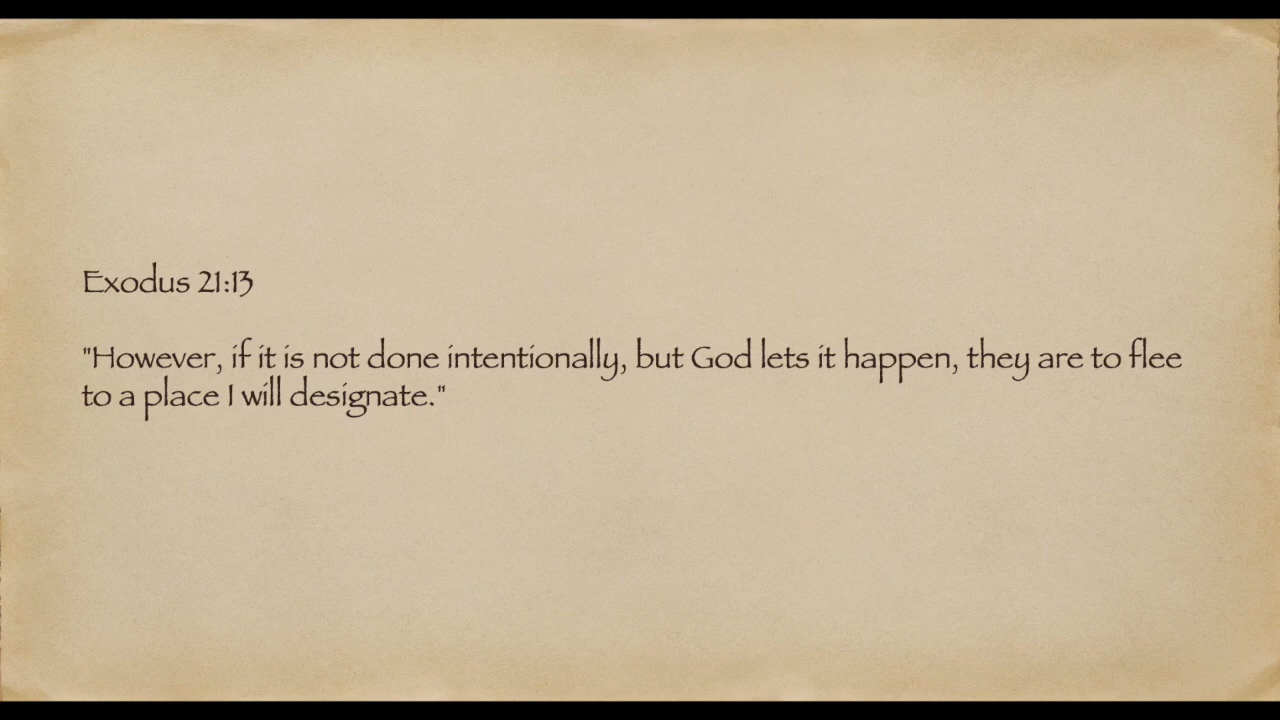 Exodus 21:13
"However, if it is not done intentionally, but God lets it happen, they are to flee
to a place I will designate."